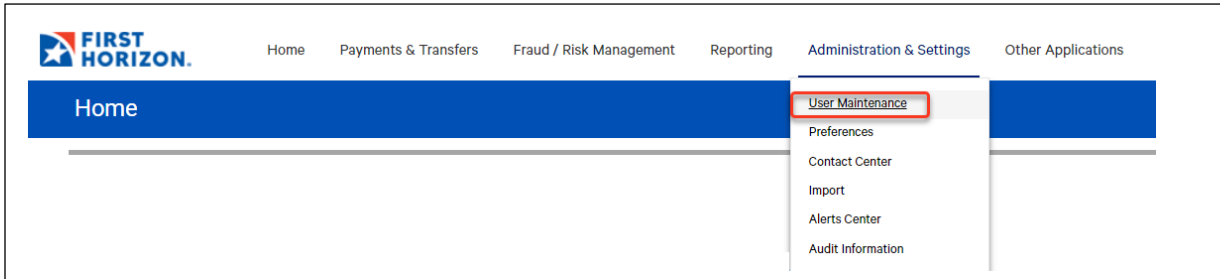 FIRST
HORIZON.
Home Payments & Transfers Fraud / Risk Management Reporting Administration & Settings Other Applications
Home
User Maintenance
Preferences
Contact Center
Import
Alerts Center
Audit Information